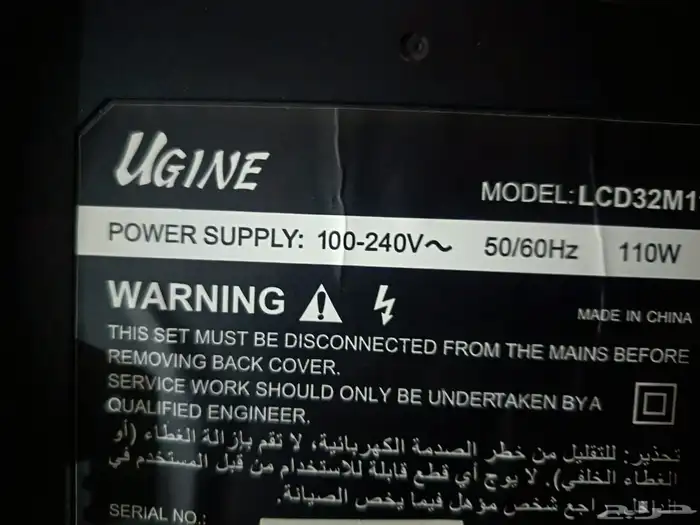 UGINE
MODEL: LCD32M1
POWER SUPPLY: 100-240V~ 50/60Hz 110W
WARNING
MADE IN CHINA
THIS SET MUST BE DISCONNECTED FROM THE MAINS BEFORE
REMOVING BACK COVER.
SERVICE WORK SHOULD ONLY BE UNDERTAKEN BY A
QUALIFIED ENGINEER.
تحذير: للتقليل من خطر الصدمة الكهربائية، لا تقم بإزالة الغطاء (أو
الغطاء الخلفي). لا يوجد أي قطع قابلة للاستخدام من قبل المستخدم في
راجع شخص مؤهل فيما يخص الصيانة.
SERIAL NO.:
حراج